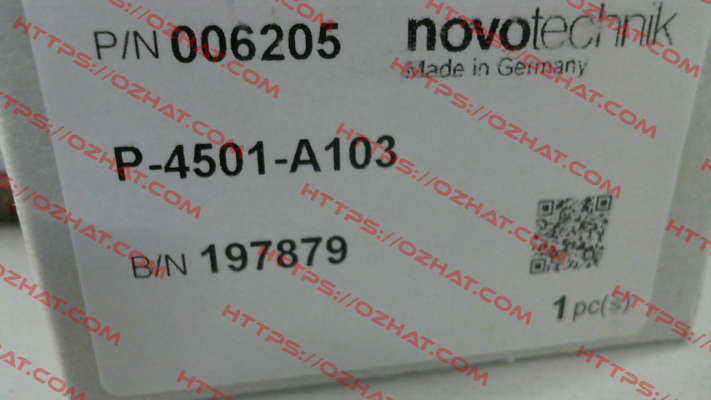 P/N 006205
novotechnik
Made in Germany
P-4501-A103
B/N 197879
1 pc(s)
HTTPS://OZHAT.COM